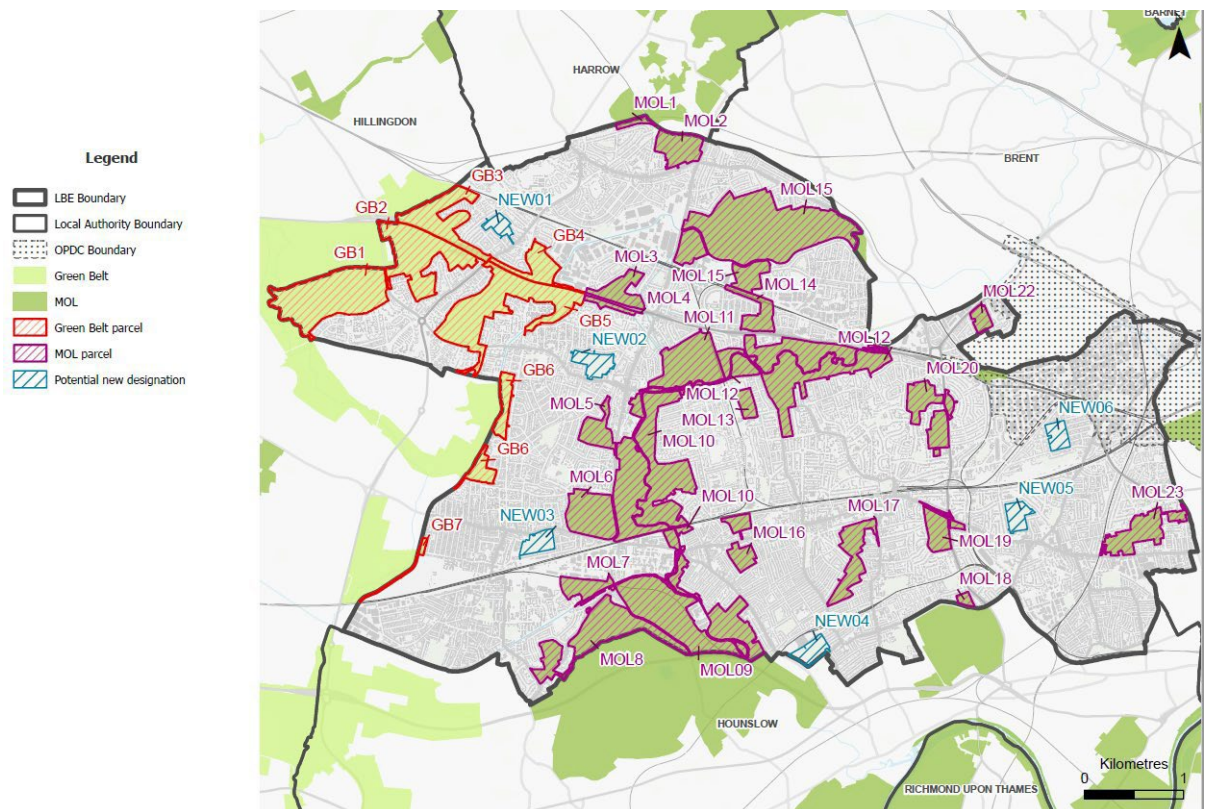 Legend
LBE Boundary
Local Authority Boundary
OPDC Boundary
Green Belt
MOL
Green Belt parcel
MOL parcel
Potential new designation
BARNET
HARROW
MOL1
HILLINGDON
MOL2
BRENT
GB3
NEW01
MOL15
GB2
GB4
GB1
MOL3
MOL15
MOL14
MOL4
MOL22
GB5
MOL11
NEW02
MOL12
GB6
MOL20
MOL5
MOL12
MOL13
NEW06
MOL10
GB6
MOL6
MOL10
NEW05
MOL17
MOL23
NEW03
GB7
MOL16
MOL19
MOL7
MOL18
NEW04
MOL8
MOL09
HOUNSLOW
Kilometres
0 1
RICHMOND UPON THAMES